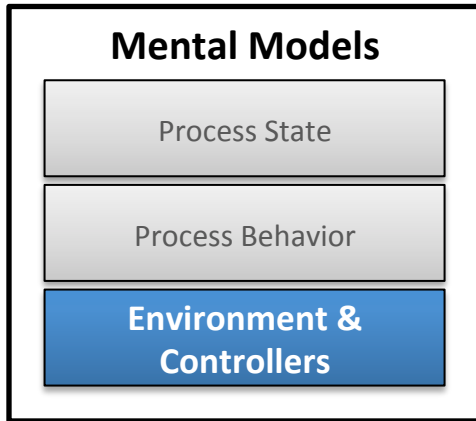 Mental Models
Process State
Process Behavior
Environment &
Controllers